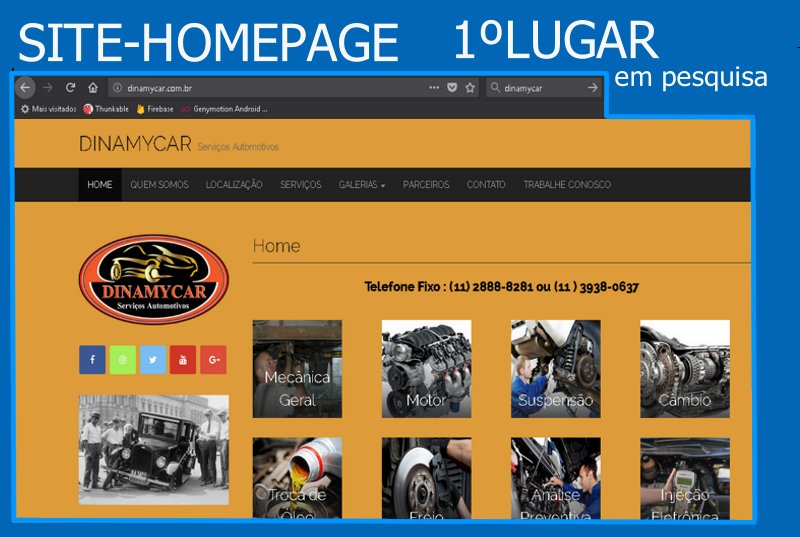 SITE-HOMEPAGE 1ºLUGAR
em pesquisa
dinamycar.com.br
dinamycar
Mais visitados Thunkable Firebase Genymotion Android ...
DINAMYCAR Serviços Automotivos
HOME QUEM SOMOS LOCALIZAÇÃO SERVIÇOS GALERIAS PARCEIROS CONTATO TRABALHE CONOSCO
DINAMYCAR
Serviços Automotivos
Home
Telefone Fixo : (11) 2888-8281 ou (11 ) 3938-0637
Mecânica
Geral
Motor
Suspensão
Câmbio
Troca de
Óleo
Freio
Análise
Preventiva
Injeção
Eletrônica